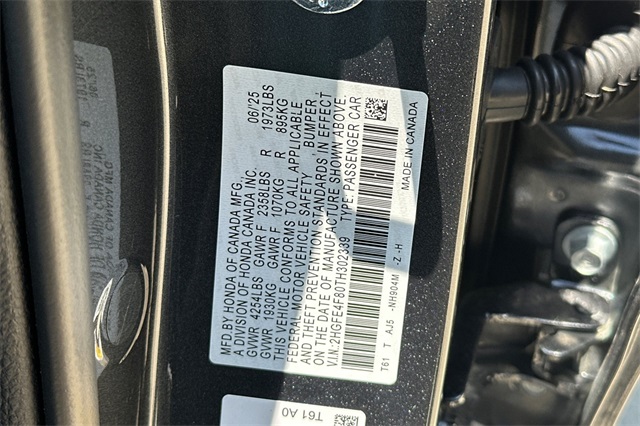 MFD.BY HONDA OF CANADA MFG. 06/25
A DIVISION OF HONDA CANADA INC.
GVWR 4254LBS GAWR F 2358LBS R 1973LBS
GVWR 1930KG GAWR F 1070KG R 895KG
THIS VEHICLE CONFORMS TO ALL APPLICABLE
FEDERAL MOTOR VEHICLE SAFETY BUMPER,
AND THEFT PREVENTION STANDARDS IN EFFECT
ON THE DATE OF MANUFACTURE SHOWN ABOVE.
V.I.N.:2HGFE4F80TH302339 TYPE: PASSENGER CAR
MADE IN CANADA
T61 T AJ5 -NH904M -Z -H
T61 A0